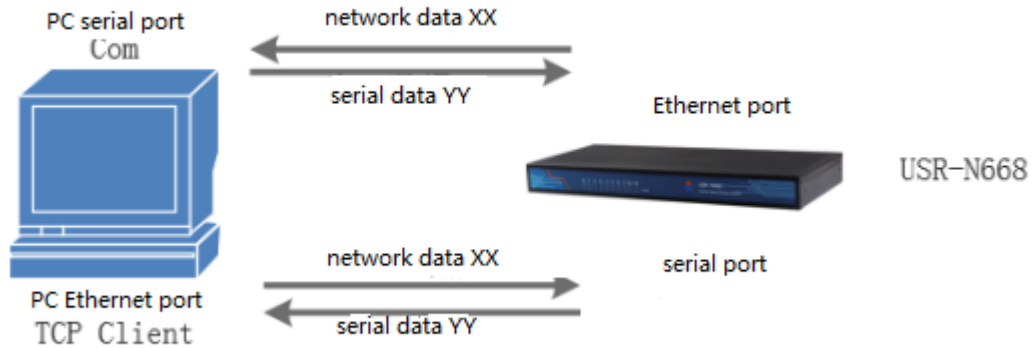 PC serial port
Com
network data XX
serial data YY
Ethernet port
USR-N668
network data XX
serial port
PC Ethernet port
TCP Client
serial data YY